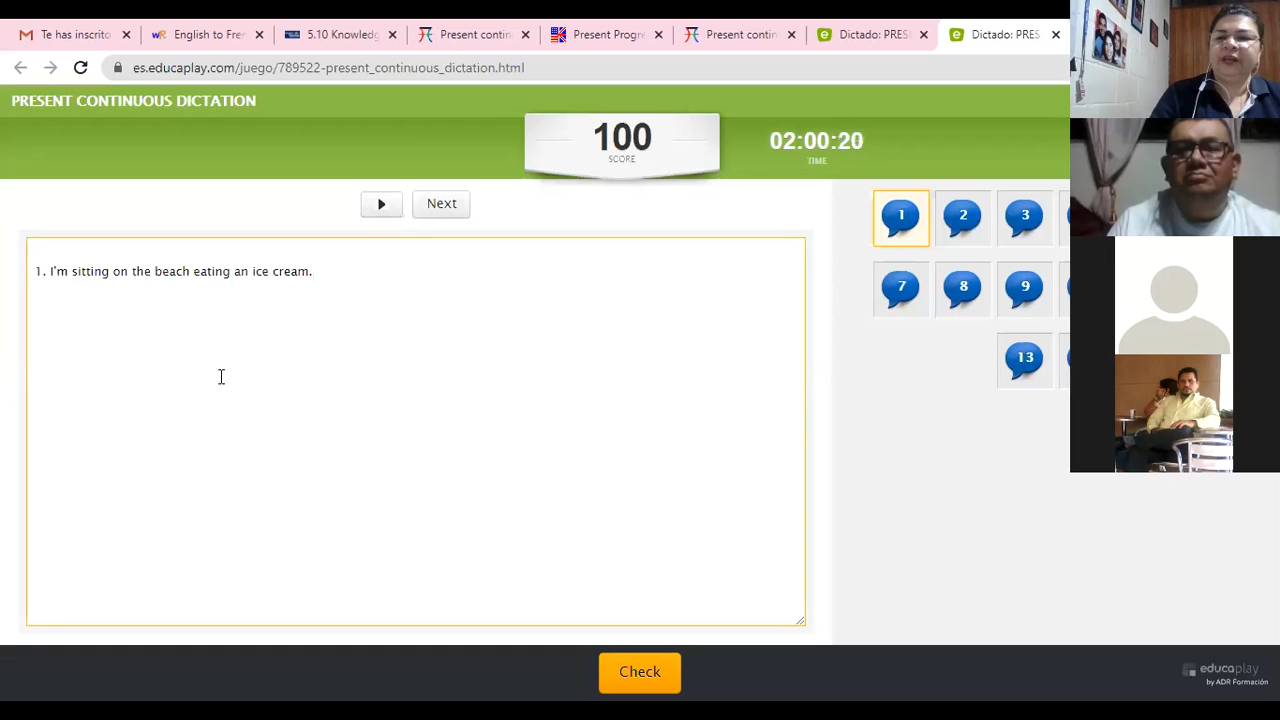 Te has inscrito
English to Fre
5.10 Knowledg
Present contin
Present Progre
Present contin
Dictado: PRES
Dictado: PRES
es.educaplay.com/juego/789522-present_continuous_dictation.html
PRESENT CONTINUOUS DICTATION
100
SCORE
02:00:20
TIME
Next
1 2 3
7 8 9
13
1. I'm sitting on the beach eating an ice cream.
Check
educaplay
by ADR Formación